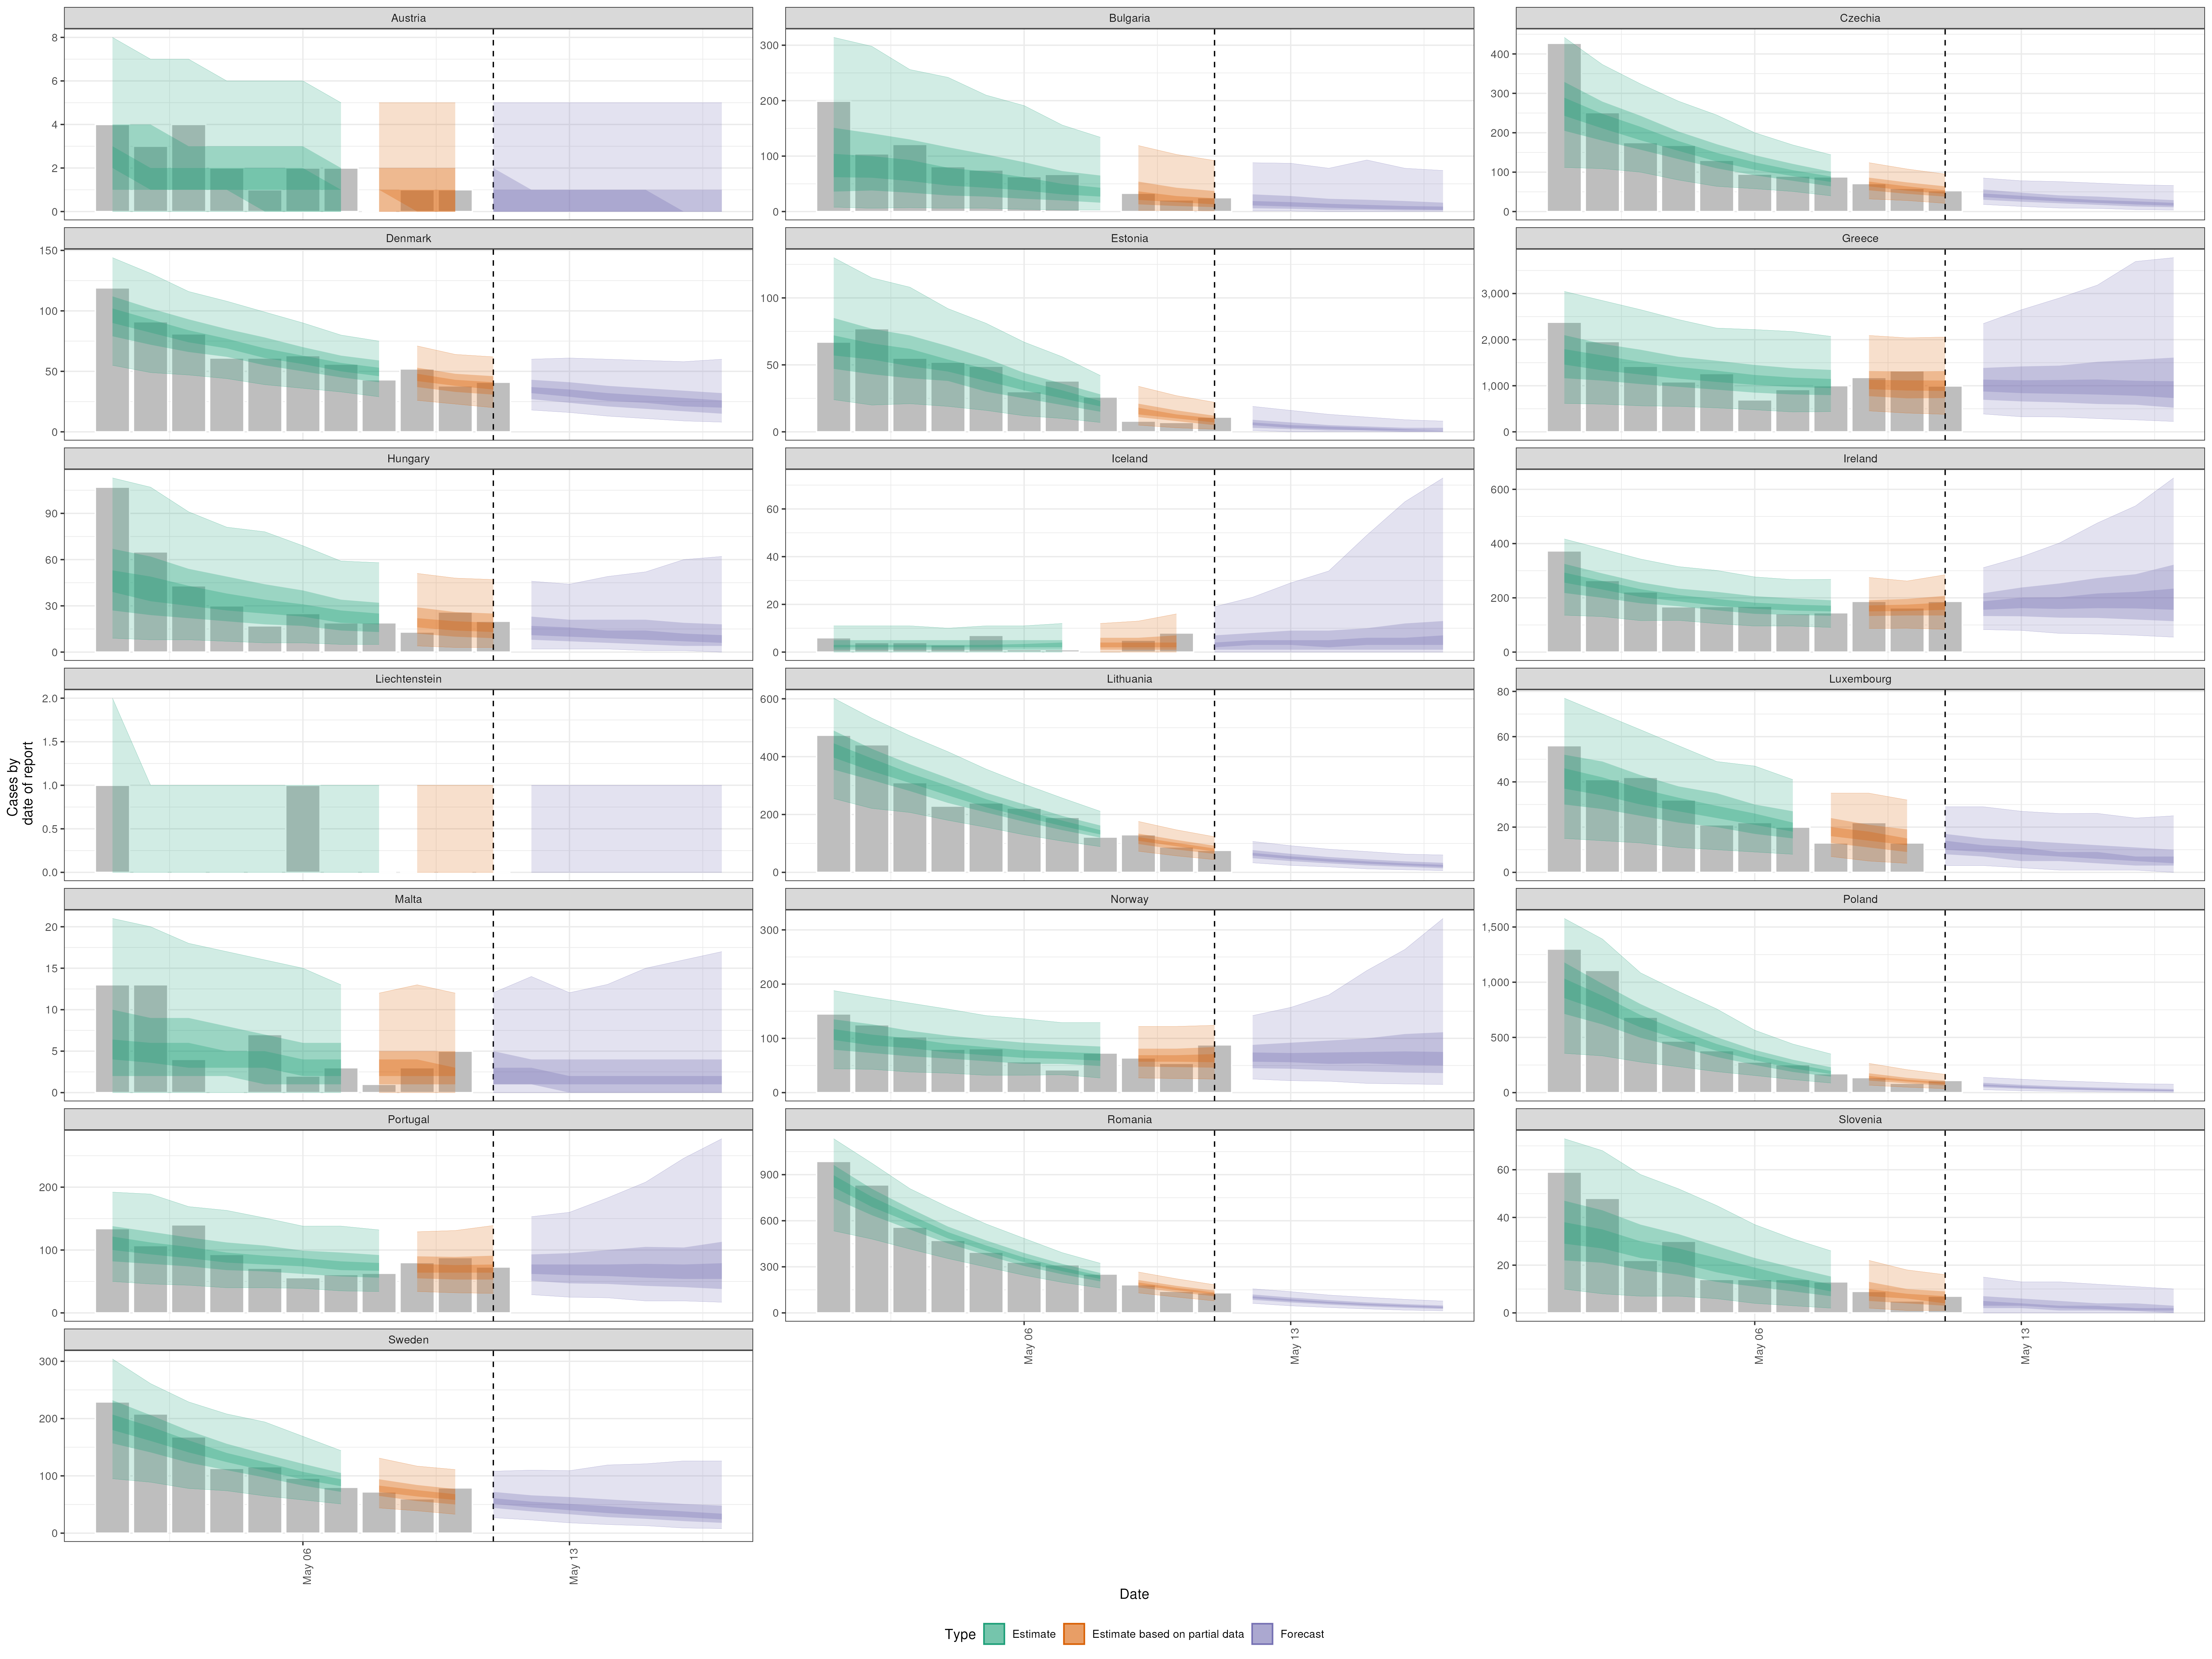 Austria
Bulgaria
Czechia
8
6
4
2
0
300
200
100
0
400
300
200
100
0
Denmark
Estonia
Greece
150
100
50
0
100
50
0
3,000
2,000
1,000
0
Hungary
Iceland
Ireland
90
60
30
0
60
40
20
0
600
400
200
0
Liechtenstein
Lithuania
Luxembourg
2.0
1.5
1.0
0.5
0.0
600
400
200
0
80
60
40
20
0
Cases by
date of report
Malta
Norway
Poland
20
15
10
5
0
300
200
100
0
1,500
1,000
500
0
Portugal
Romania
Slovenia
200
100
0
900
600
300
0
60
40
20
0
May 06
May 13
May 06
May 13
Sweden
300
200
100
0
May 06
May 13
Date
Type Estimate Estimate based on partial data Forecast